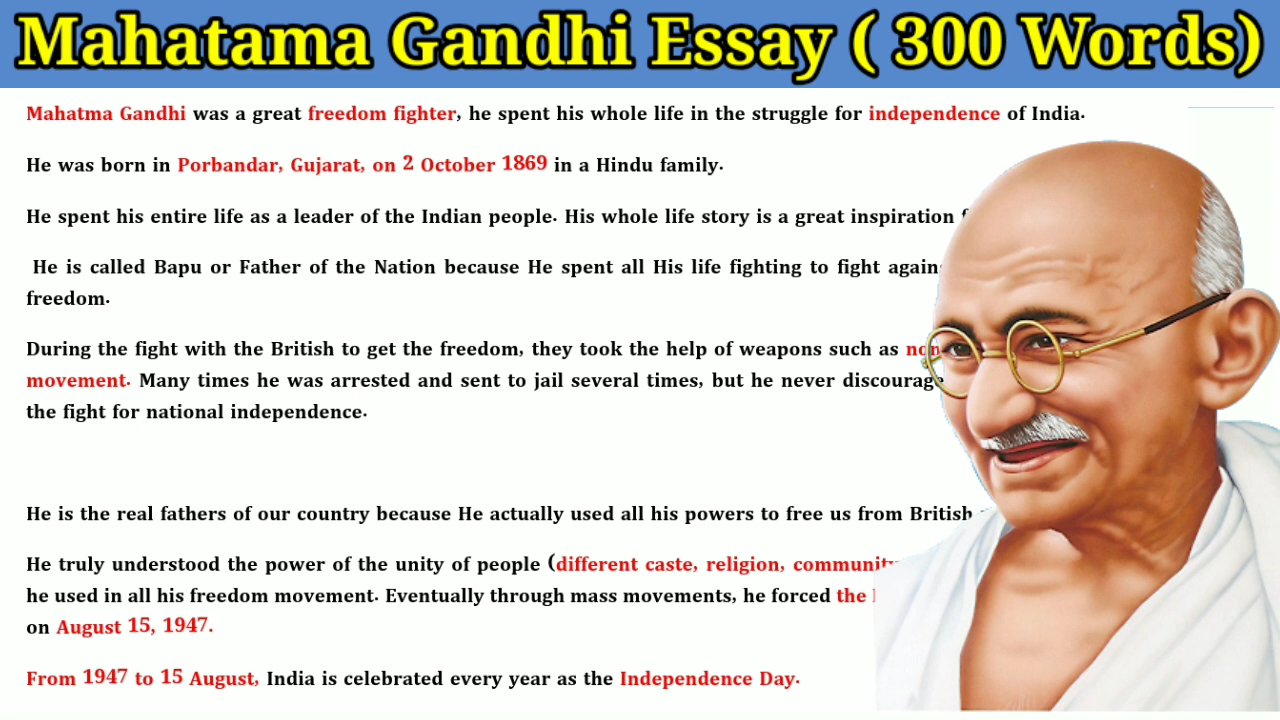 Mahatama Gandhi Essay ( 300 Words)
Mahatma Gandhi was a great freedom fighter, he spent his whole life in the struggle for independence of India.
He was born in Porbandar, Gujarat, on 2 October 1869 in a Hindu family.
He spent his entire life as a leader of the Indian people. His whole life story is a great inspiration
He is called Bapu or Father of the Nation because He spent all His life fighting to fight
freedom.
During the fight with the British to get the freedom, they took the help of weapons such as
movement. Many times he was arrested and sent to jail several times, but he never
the fight for national independence.
He is the real fathers of our country because He actually used all his powers to free us from British
He truly understood the power of the unity of people (different caste, religion,
he used in all his freedom movement. Eventually through mass movements, he forced the
on August 15, 1947.
From 1947 to 15 August, India is celebrated every year as the Independence Day.